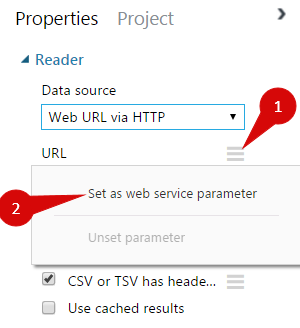 Properties Project
Reader
Data source
Web URL via HTTP
1
URL
2
Set as web service parameter
Unset parameter
CSV or TSV has heade...
Use cached results